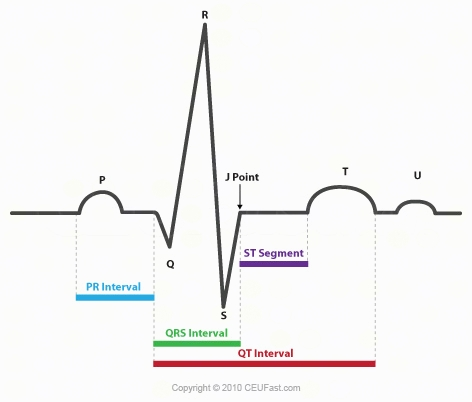 R
P
J Point
T
U
Q
ST Segment
PR Interval
S
QRS Interval
QT Interval
Copyright © 2010 CEUFast.com